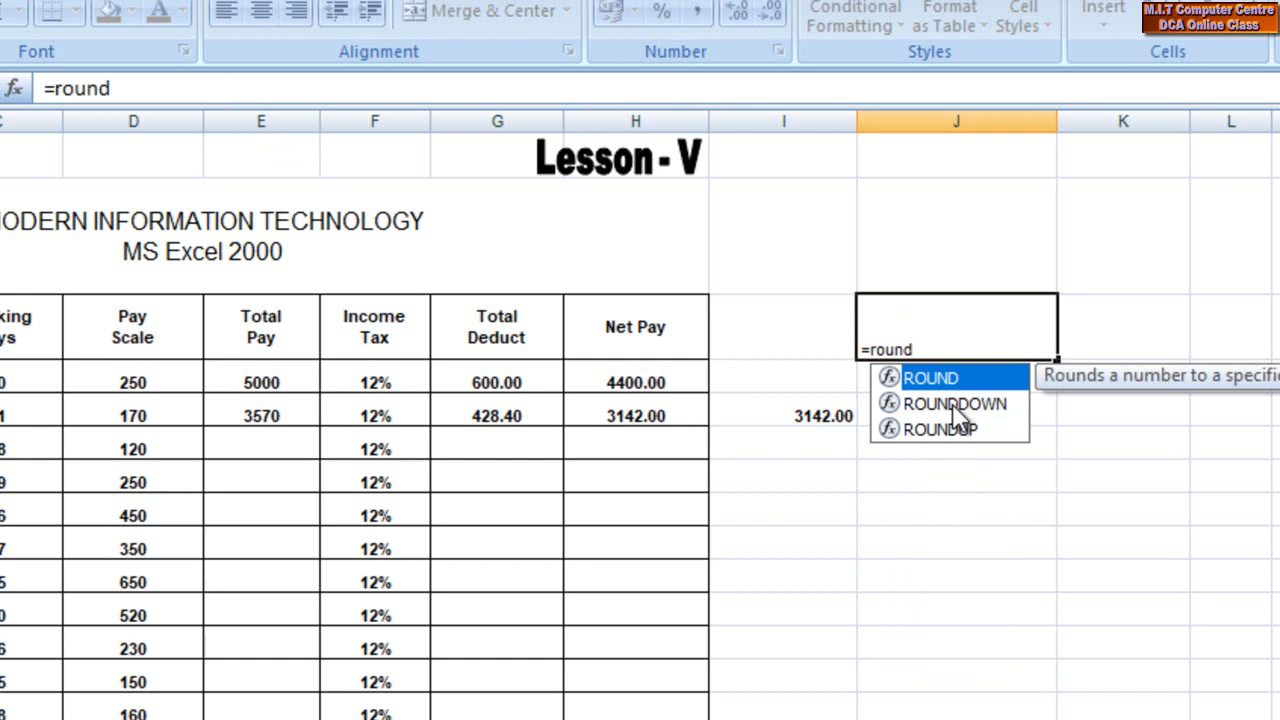 Merge & Center
%
,
Conditional
Formatting
Format
as Table
Cell
Styles
Insert
M.I.T Computer Centre
DCA Online Class
Font
Alignment
Number
Styles
Cells
fx
=round
C D E F G H I J K L
Lesson - V
MODERN INFORMATION TECHNOLOGY
MS Excel 2000
king
ys
Pay
Scale
Total
Pay
Income
Tax
Total
Deduct
Net Pay
=round
0 250 5000 12% 600.00 4400.00
ROUND
Rounds a number to a specifie
1 170 3570 12% 428.40 3142.00 3142.00
ROUNDDOWN
ROUNDUP
8 120 12%
9 250 12%
6 450 12%
7 350 12%
5 650 12%
0 520 12%
6 230 12%
5 150 12%
8 160 12%